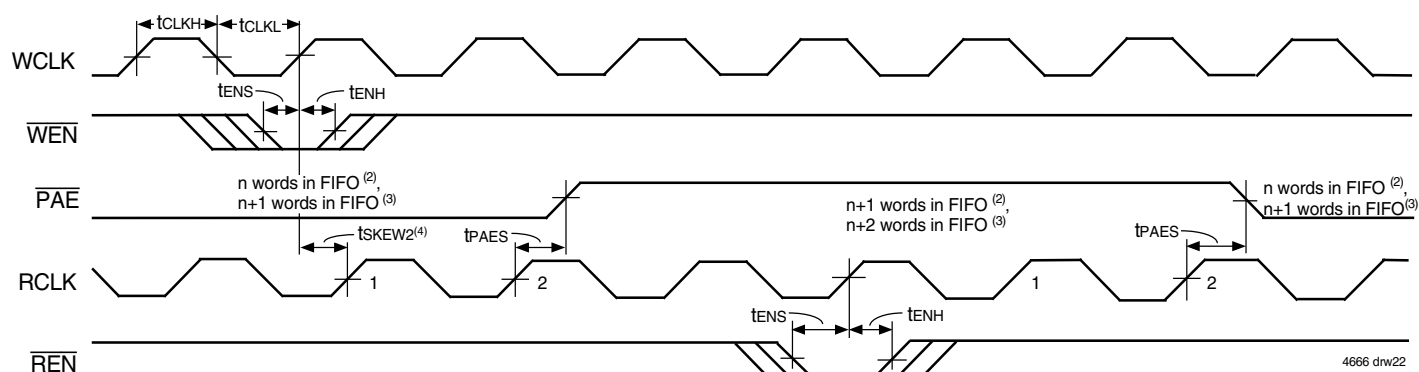 tCLKH
tCLKL
WCLK
tENS
tENH
WEN
PAE
n words in FIFO (2),
n+1 words in FIFO (3)
n+1 words in FIFO (2),
n+2 words in FIFO (3)
n words in FIFO (2),
n+1 words in FIFO(3)
tSKEW2(4)
tPAES
tPAES
RCLK
1
2
1
2
tENS
tENH
REN
4666 drw22